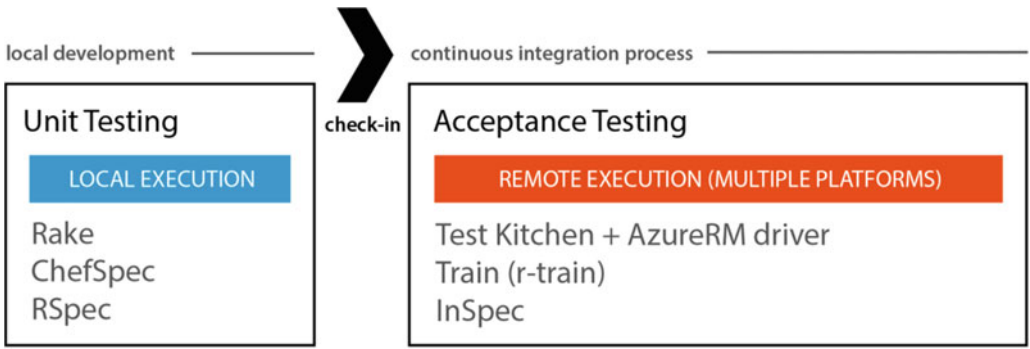 local development
continuous integration process
check-in
Unit Testing
LOCAL EXECUTION
Rake
ChefSpec
RSpec
Acceptance Testing
REMOTE EXECUTION (MULTIPLE PLATFORMS)
Test Kitchen + AzureRM driver
Train (r-train)
InSpec